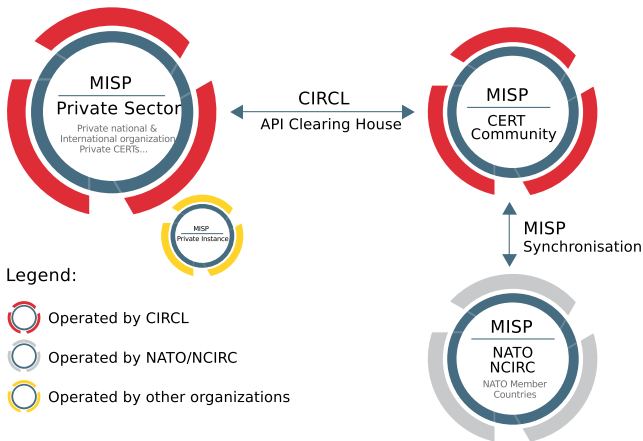 MISP
Private Sector
Private national &
International organization
Private CERTs...
CIRCL
API Clearing House
MISP
CERT
Community
MISP
Private Instance
MISP
Synchronisation
Legend:
Operated by CIRCL
Operated by NATO/NCIRC
Operated by other organizations
MISP
NATO
NCIRC
NATO Member
Countries